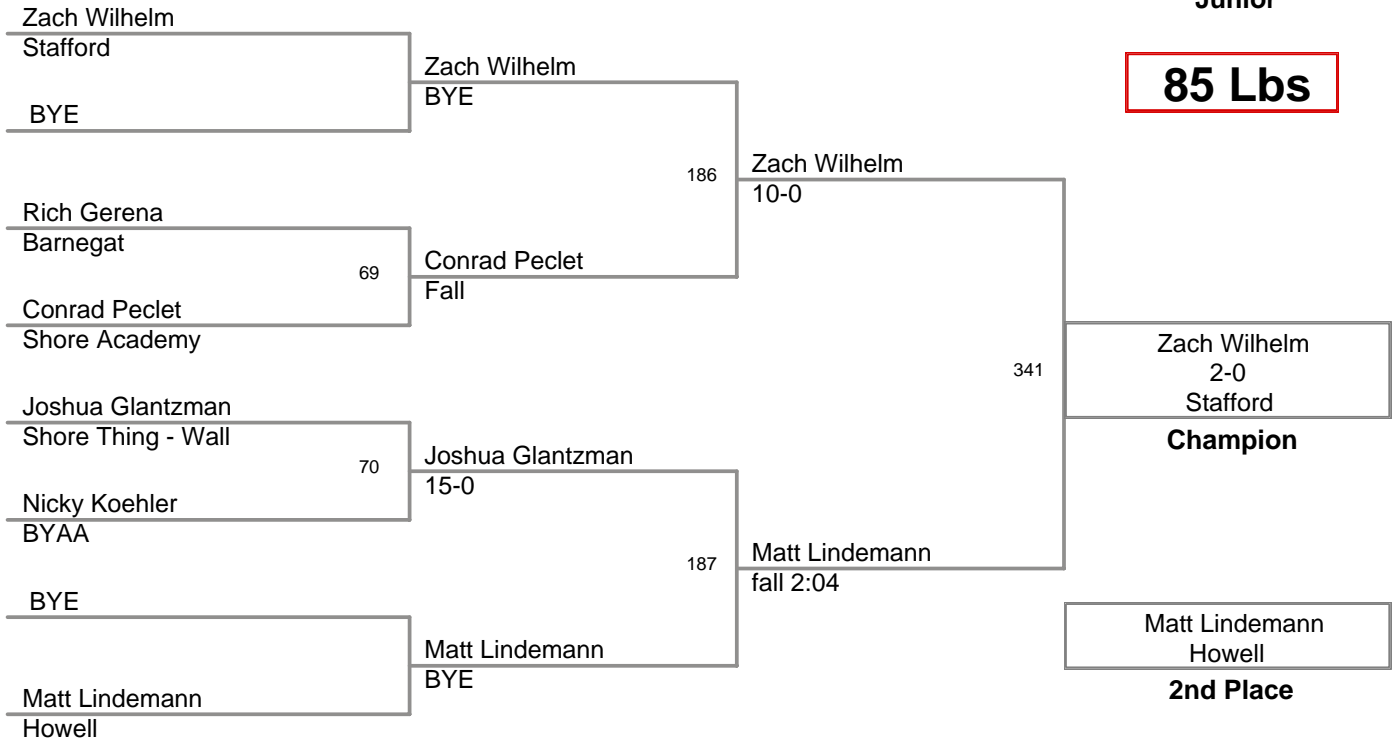 Junior
85 Lbs
Zach Wilhelm
Stafford
BYE
Rich Gerena
Barnegat
69
Conrad Peclet
Shore Academy
Joshua Glantzman
Shore Thing - Wall
70
Nicky Koehler
BYAA
BYE
Matt Lindemann
Howell
Zach Wilhelm
BYE
186
Conrad Peclet
Fall
Joshua Glantzman
15-0
187
Matt Lindemann
BYE
Zach Wilhelm
10-0
341
Matt Lindemann
fall 2:04
Zach Wilhelm
2-0
Stafford
Champion
Matt Lindemann
Howell
2nd Place